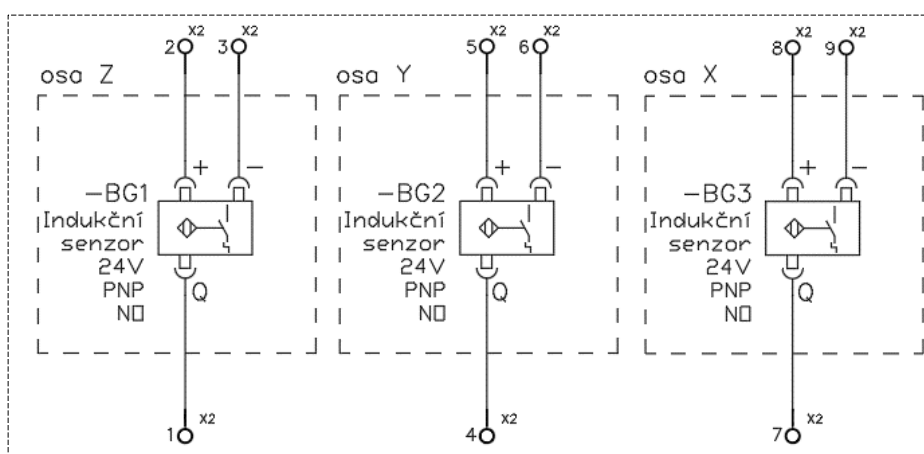 2 X2 3 X2 5 X2 6 X2 8 X2 9 X2
osa Z
+ -
-BG1
Indukční
senzor
24V
PNP
NO
Q
1 X2
osa Y
+ -
-BG2
Indukční
senzor
24V
PNP
NO
Q
4 X2
osa X
+ -
-BG3
Indukční
senzor
24V
PNP
NO
Q
7 X2